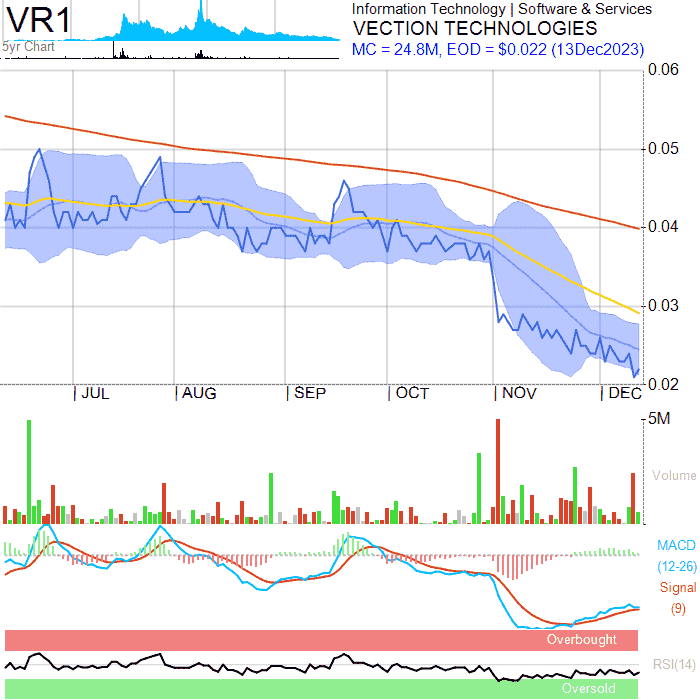 VR1
Information Technology | Software & Services
VECTION TECHNOLOGIES
MC = 24.8M, EOD = $0.022 (13Dec2023)
5yr Chart
0.06
0.05
0.04
0.03
0.02
| JUL | AUG | SEP | OCT | NOV | DEC
5M
Volume
MACD
(12-26)
Signal
(9)
Overbought
RSI(14)
Oversold